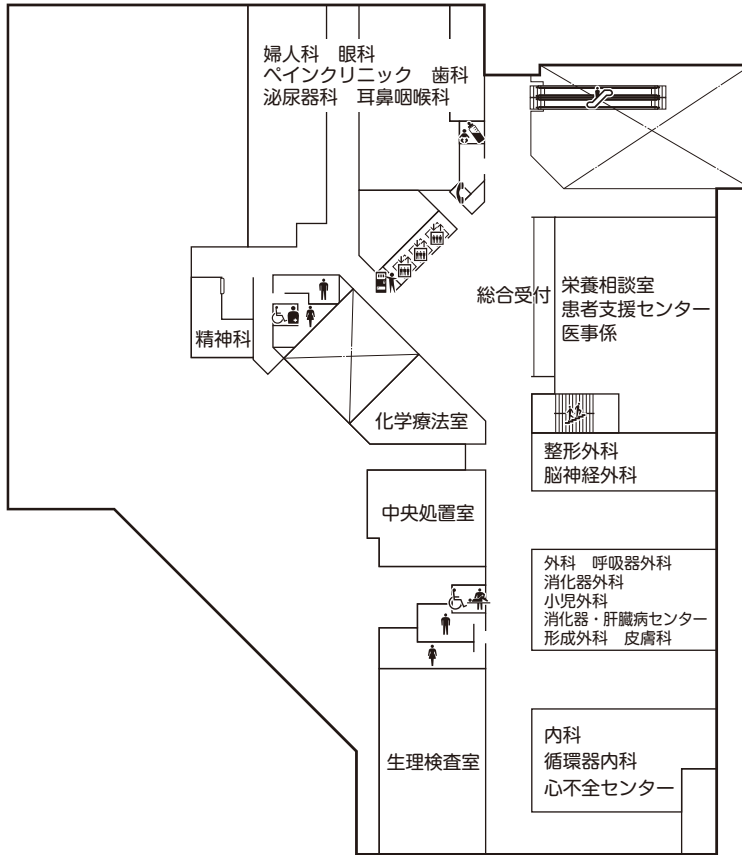 婦人科　眼科
ペインクリニック　歯科
泌尿器科　耳鼻咽喉科
総合受付
栄養相談室
患者支援センター
医事係
精神科
化学療法室
整形外科
脳神経外科
中央処置室
外科　呼吸器外科
消化器外科
小児外科
消化器・肝臓病センター
形成外科　皮膚科
生理検査室
内科
循環器内科
心不全センター